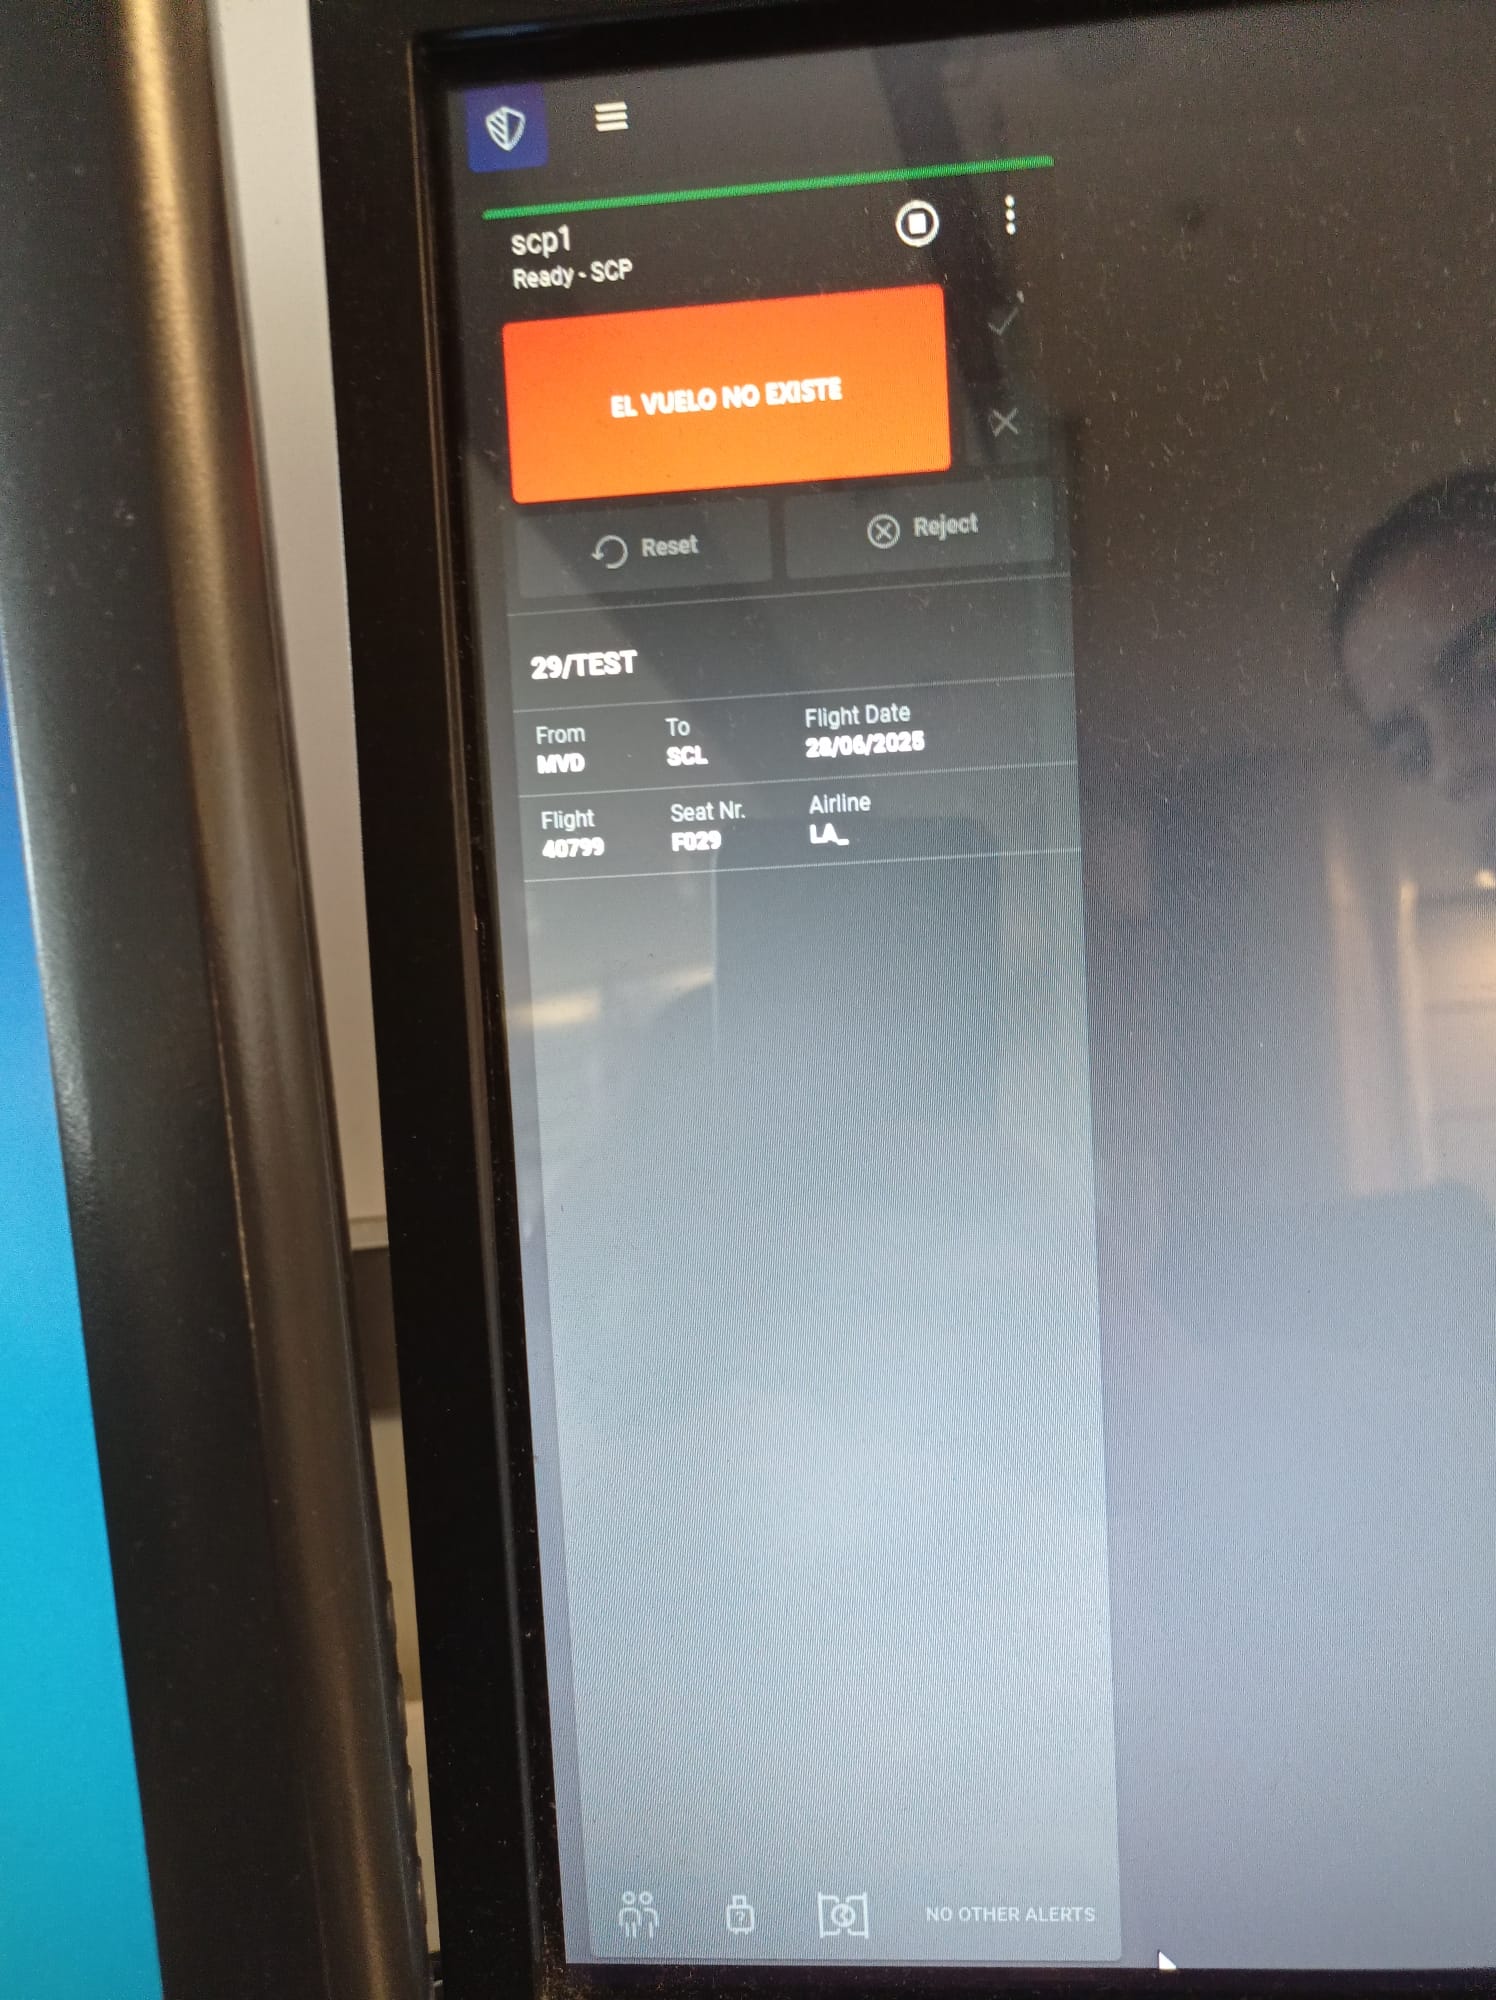 scp1
Ready - SCP
EL VUELO NO EXISTE
Reset
Reject
29/TEST
From
To
Flight Date
MVD
SCL
28/06/2025
Flight
Seat Nr.
Airline
40799
F029
LA_
NO OTHER ALERTS